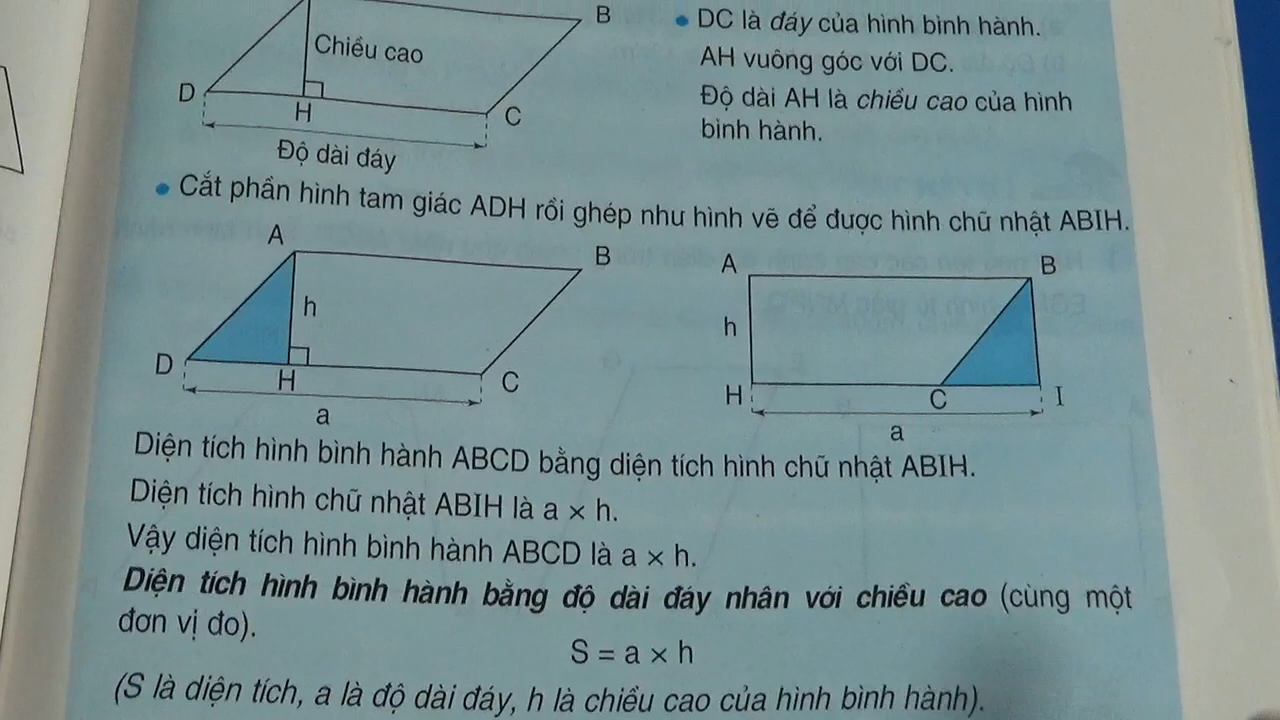 B
Chiều cao
D
H
C
Độ dài đáy
• DC là đáy của hình bình hành.
AH vuông góc với DC.
Độ dài AH là chiều cao của hình
bình hành.
• Cắt phần hình tam giác ADH rồi ghép như hình vẽ để được hình chữ nhật ABIH.
A
B
h
D
H
C
a
A
B
h
H
C
I
a
Diện tích hình bình hành ABCD bằng diện tích hình chữ nhật ABIH.
Diện tích hình chữ nhật ABIH là a × h.
Vậy diện tích hình bình hành ABCD là a × h.
Diện tích hình bình hành bằng độ dài đáy nhân với chiều cao (cùng một
đơn vị đo).
S = a × h
(S là diện tích, a là độ dài đáy, h là chiều cao của hình bình hành).